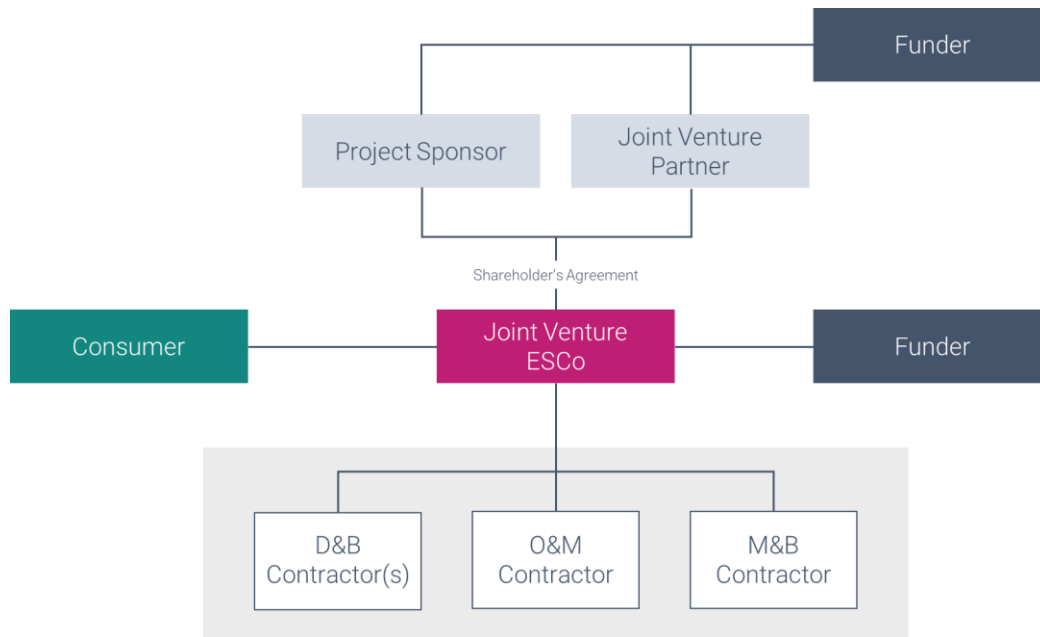 Funder
Project Sponsor
Joint Venture
Partner
Shareholder's Agreement
Consumer
Joint Venture
ESCo
Funder
D&B
Contractor(s)
O&M
Contractor
M&B
Contractor